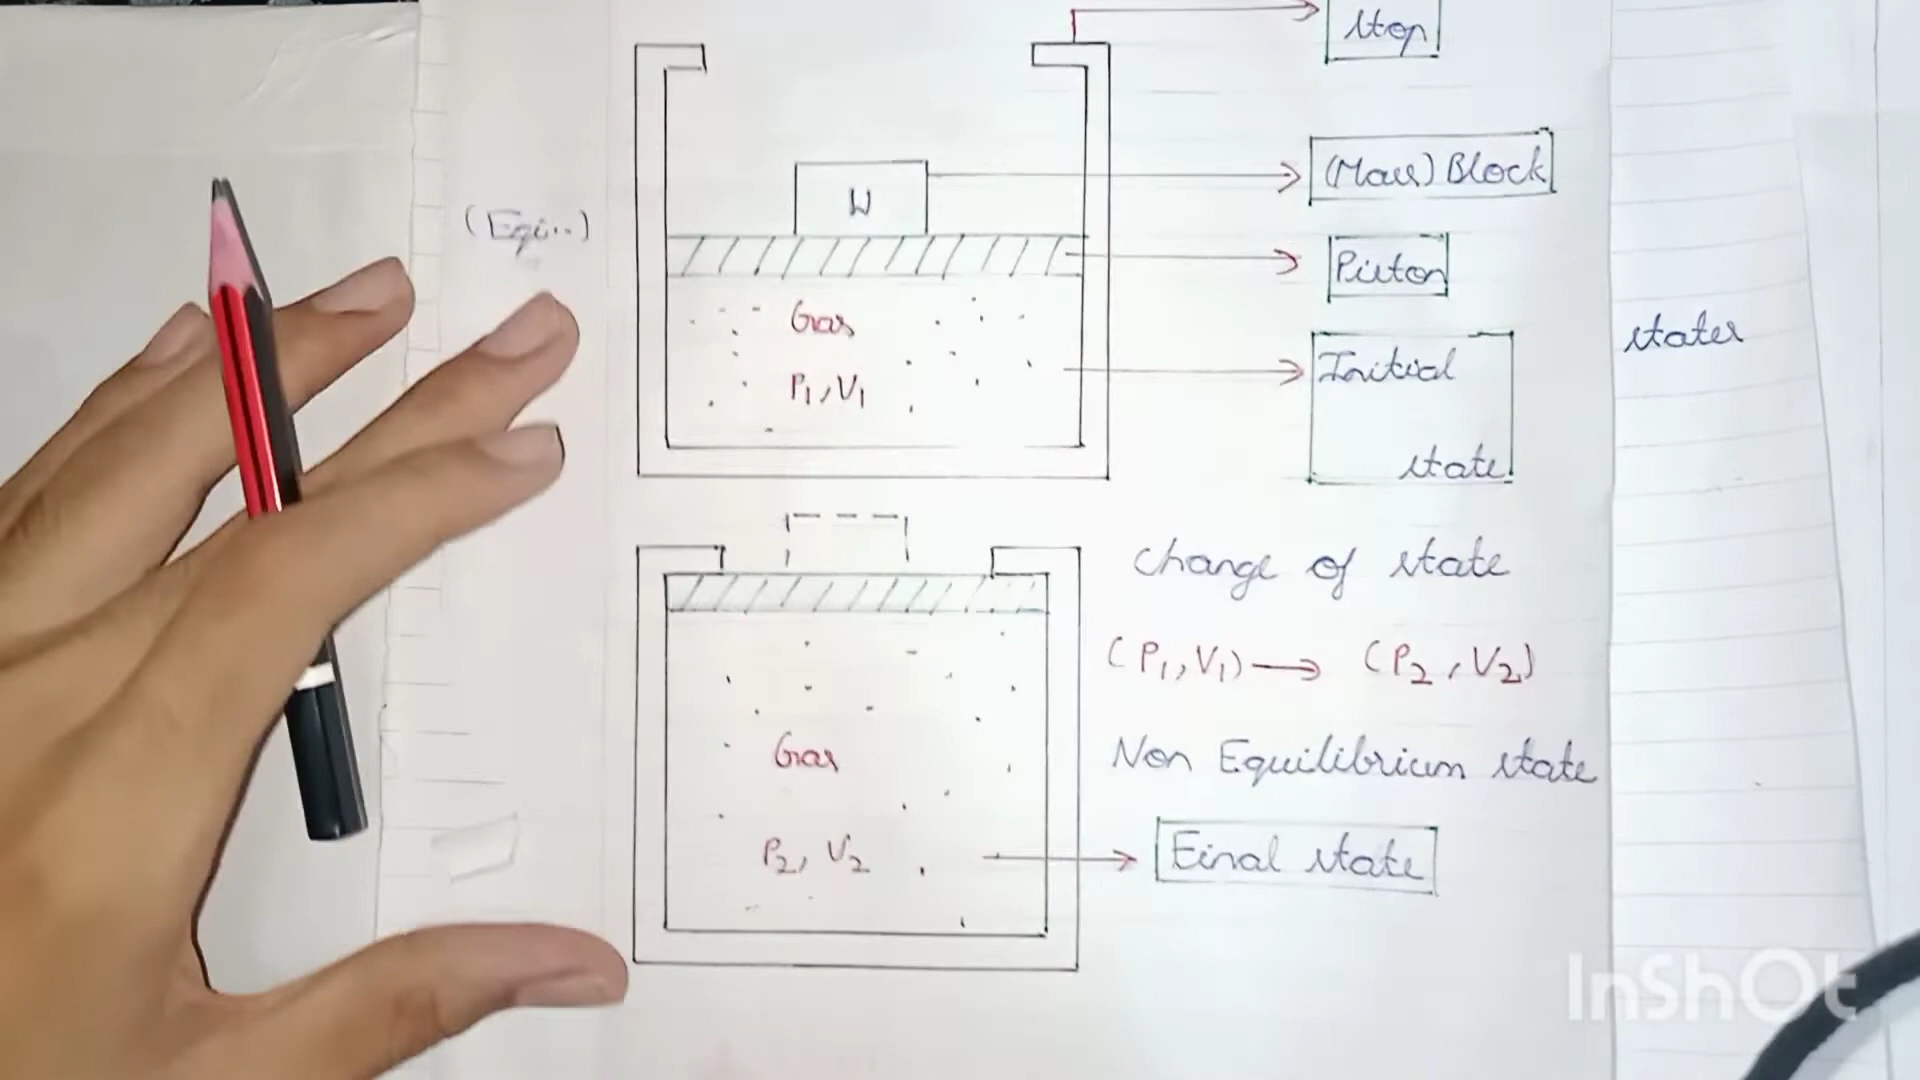 Stop
(Mass) Block
W
(Equi..)
Piston
Gas
P1, V1
Initial
state
states
Change of state
(P1, V1) → (P2, V2)
Gas
Non Equilibrium state
P2, V2
Final state
InShOt